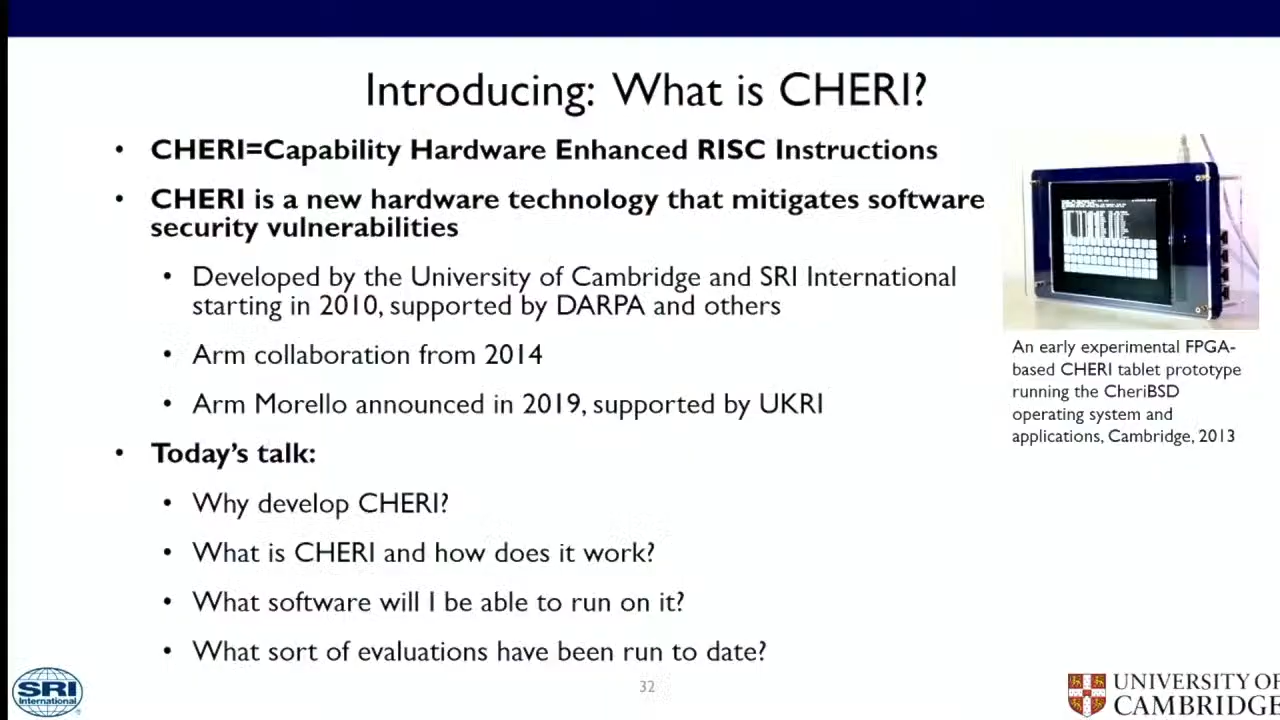 Introducing: What is CHERI?
• CHERI=Capability Hardware Enhanced RISC Instructions
• CHERI is a new hardware technology that mitigates software
security vulnerabilities
• Developed by the University of Cambridge and SRI International
starting in 2010, supported by DARPA and others
• Arm collaboration from 2014
• Arm Morello announced in 2019, supported by UKRI
• Today's talk:
• Why develop CHERI?
• What is CHERI and how does it work?
• What software will I be able to run on it?
• What sort of evaluations have been run to date?
An early experimental FPGA-
based CHERI tablet prototype
running the CheriBSD
operating system and
applications, Cambridge, 2013
SRI
International
32
UNIVERSITY OF
CAMBRIDGE